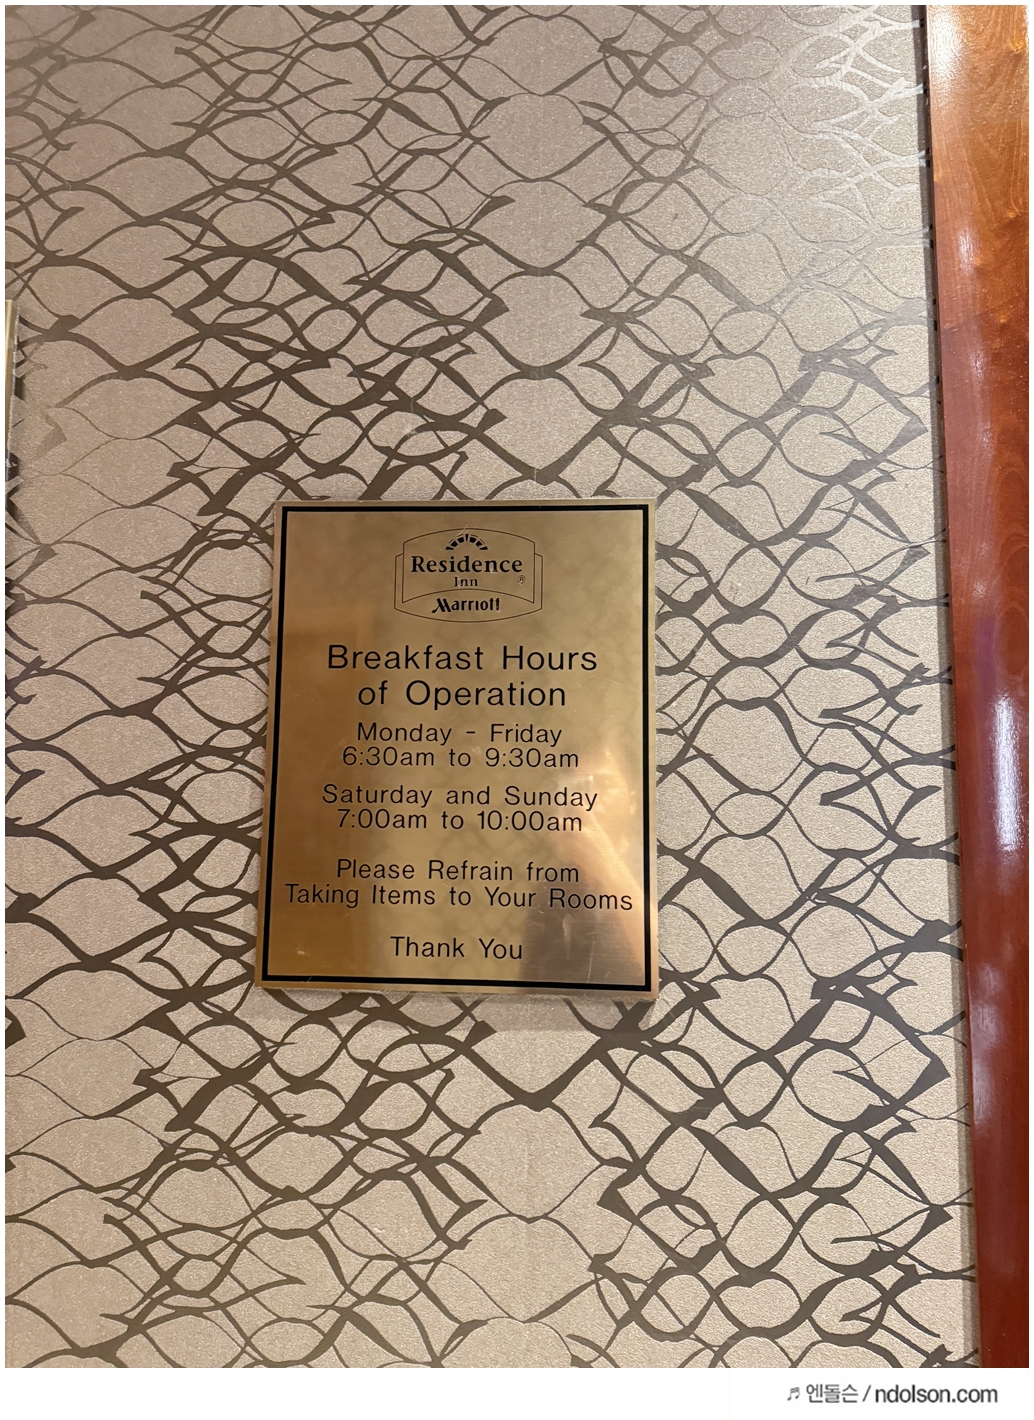 Residence
Inn ®
Marriott
Breakfast Hours
of Operation
Monday - Friday
6:30am to 9:30am
Saturday and Sunday
7:00am to 10:00am
Please Refrain from
Taking Items to Your Rooms
Thank You
♬ 엔돌슨 / ndolson.com